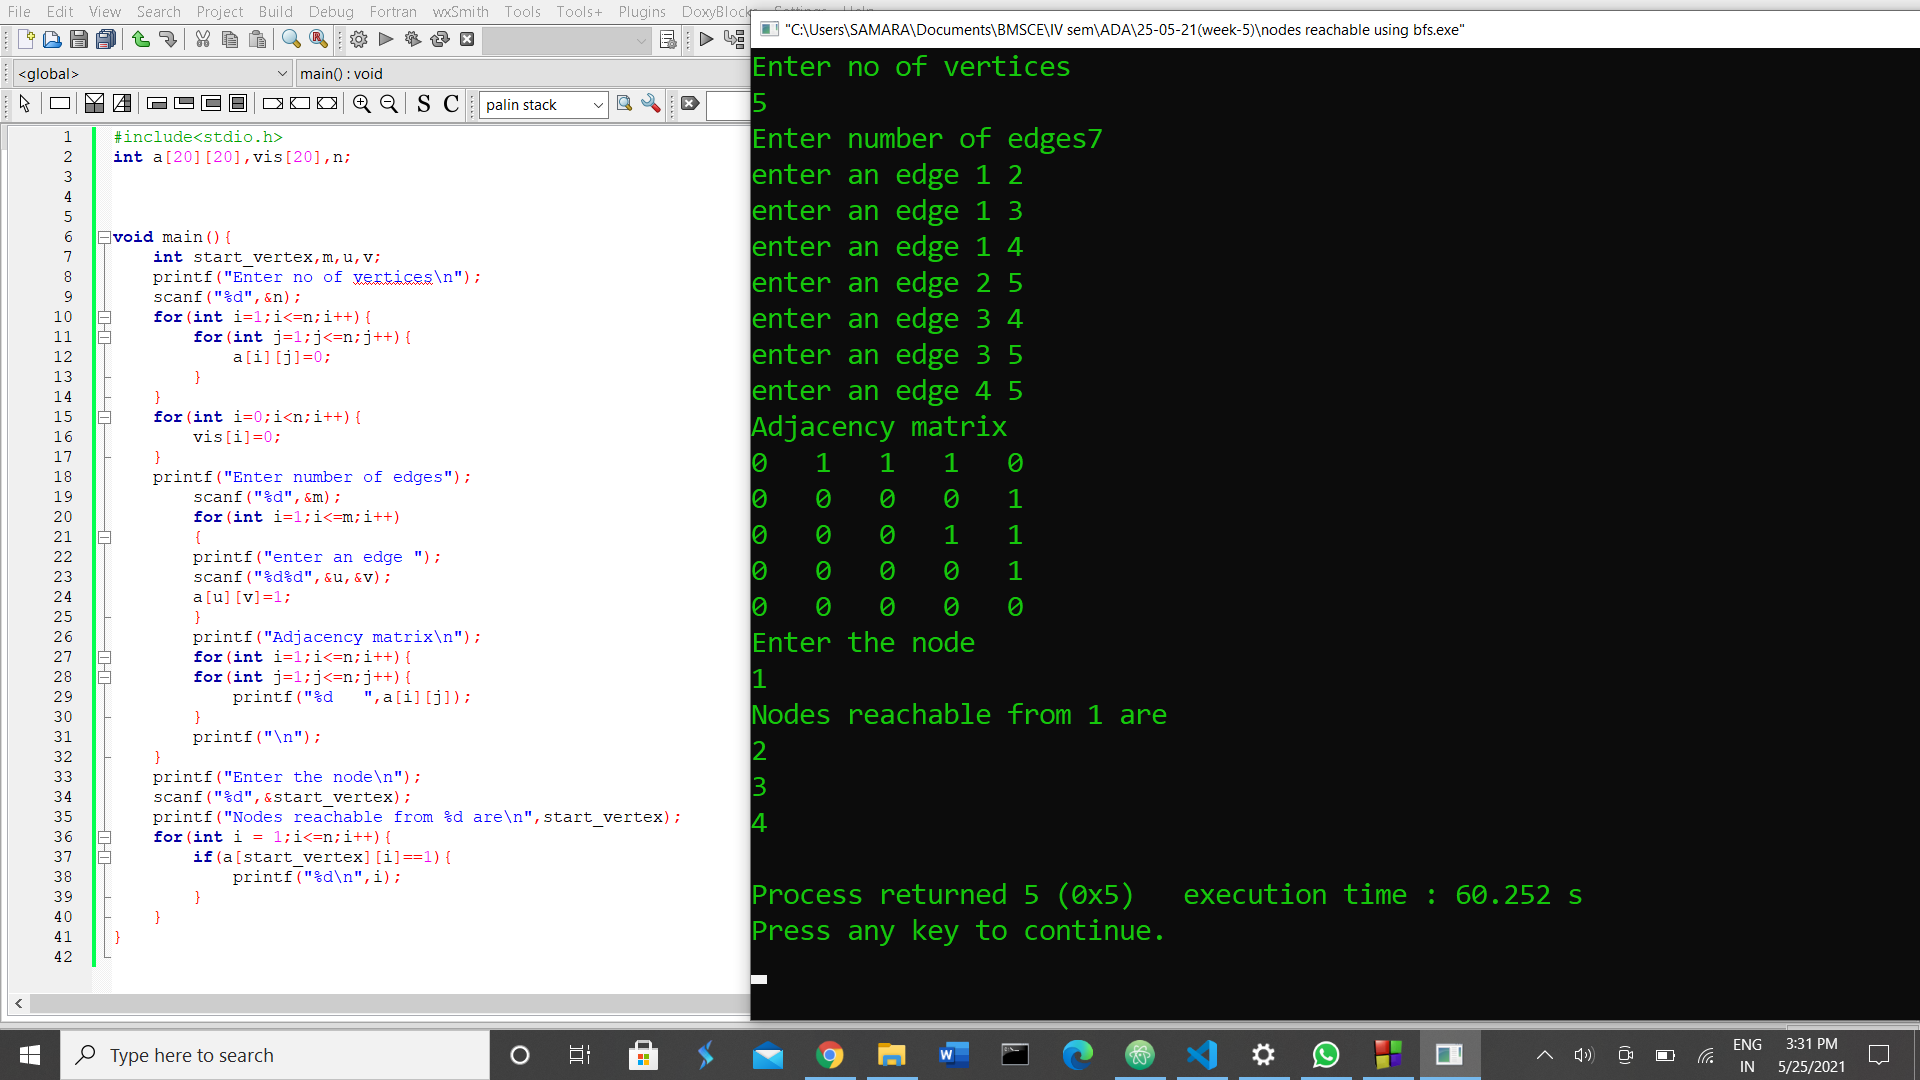 File Edit View Search Project Build Debug Fortran wxSmith Tools Tools+ Plugins DoxyBlocks Settings Help
<global>
main() : void
S C
palin stack
1 #include<stdio.h>
2 int a[20][20],vis[20],n;
3
4
5
6 void main(){
7 int start_vertex,m,u,v;
8 printf("Enter no of vertices\n");
9 scanf("%d",&n);
10 for(int i=1;i<=n;i++){
11 for(int j=1;j<=n;j++){
12 a[i][j]=0;
13 }
14 }
15 for(int i=0;i<n;i++){
16 vis[i]=0;
17 }
18 printf("Enter number of edges");
19 scanf("%d",&m);
20 for(int i=1;i<=m;i++)
21 {
22 printf("enter an edge ");
23 scanf("%d%d",&u,&v);
24 a[u][v]=1;
25 }
26 printf("Adjacency matrix\n");
27 for(int i=1;i<=n;i++){
28 for(int j=1;j<=n;j++){
29 printf("%d   ",a[i][j]);
30 }
31 printf("\n");
32 }
33 printf("Enter the node\n");
34 scanf("%d",&start_vertex);
35 printf("Nodes reachable from %d are\n",start_vertex);
36 for(int i = 1;i<=n;i++){
37 if(a[start_vertex][i]==1){
38 printf("%d\n",i);
39 }
40 }
41 }
42
"C:\Users\SAMARA\Documents\BMSCE\IV sem\ADA\25-05-21(week-5)\nodes reachable using bfs.exe"
Enter no of vertices
5
Enter number of edges7
enter an edge 1 2
enter an edge 1 3
enter an edge 1 4
enter an edge 2 5
enter an edge 3 4
enter an edge 3 5
enter an edge 4 5
Adjacency matrix
0   1   1   1   0
0   0   0   0   1
0   0   0   1   1
0   0   0   0   1
0   0   0   0   0
Enter the node
1
Nodes reachable from 1 are
2
3
4
Process returned 5 (0x5)   execution time : 60.252 s
Press any key to continue.
Type here to search
ENG
IN
3:31 PM
5/25/2021